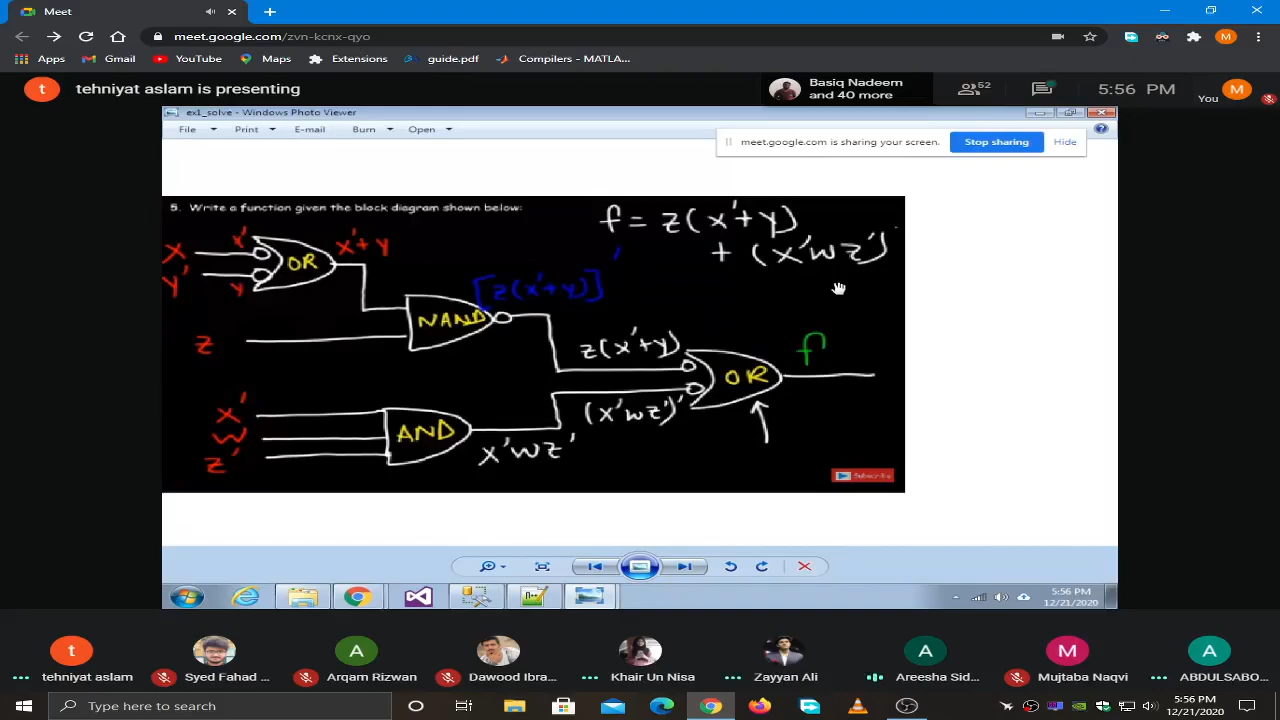 Meet
meet.google.com/zvn-kcnx-qyo
Apps Gmail YouTube Maps Extensions guide.pdf Compilers - MATLA...
t tehniyat aslam is presenting
Basiq Nadeem
and 40 more
52
5:56 PM
You
M
ex1_solve - Windows Photo Viewer
File Print E-mail Burn Open
meet.google.com is sharing your screen. Stop sharing Hide
5. Write a function given the block diagram shown below:
f = z(x'+y)
+ (x'wz')'
x x' OR x'+y
y' y
[z(x'+y)]'
NAND
z
z(x'+y)
OR
f
(x'wz')'
x'
w AND
z'
x'wz'
Subscribe
5:56 PM
12/21/2020
t A A M A
tehniyat aslam Syed Fahad ... Arqam Rizwan Dawood Ibra... Khair Un Nisa Zayyan Ali Areesha Sid... Mujtaba Naqvi ABDULSABO...
Type here to search
5:56 PM
12/21/2020